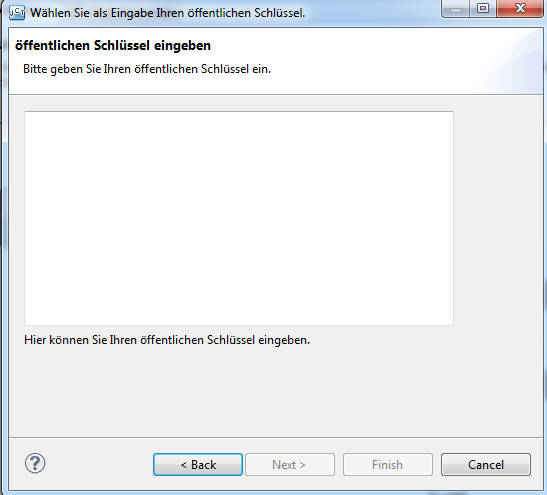 JCT Wählen Sie als Eingabe Ihren öffentlichen Schlüssel.
öffentlichen Schlüssel eingeben
Bitte geben Sie Ihren öffentlichen Schlüssel ein.
Hier können Sie Ihren öffentlichen Schlüssel eingeben.
? < Back Next > Finish Cancel